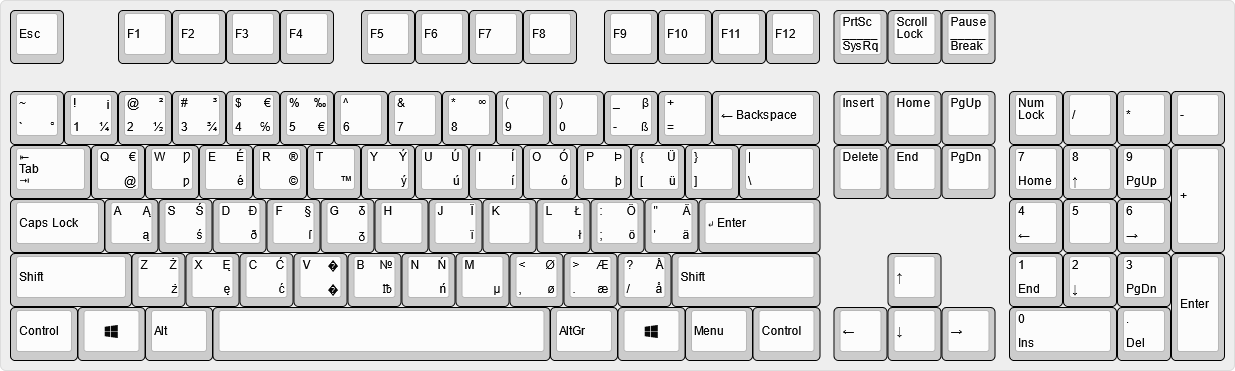 Esc F1 F2 F3 F4 F5 F6 F7 F8 F9 F10 F11 F12 PrtSc Scroll Pause
SysRq Lock Break
~ ! ¡ @ ² # ³ $ € % ‰ ^ & * ∞ ( ) _ β + ← Backspace Insert Home PgUp Num / * -
` ° 1 ¼ 2 ½ 3 ¾ 4 ℅ 5 € 6 7 8 9 0 - ß = Lock
⇤ Q € W Ƿ E É R ® T Y Ý U Ú I Í O Ó P Þ { Ü } | Delete End PgDn 7 8 9 +
Tab
⇥ @ ƿ é © ™ ý ú í ó þ [ ü ] \ Home ↑ PgUp
Caps Lock A Ą S Ś D Ð F § G H J Ï K L Ł : Ö " Ä ↲ Enter 4 5 6
ą ś ð ſ ï ł ; ö ' ä ← →
Shift Z Ż X Ę C Ć V � B № N Ń M < Ø > Æ ? Å Shift ↑ 1 2 3 Enter
ę ć � ń µ , ø . æ / å End ↓ PgDn
Control Alt AltGr Menu Control ← ↓ → 0 .
Ins Del